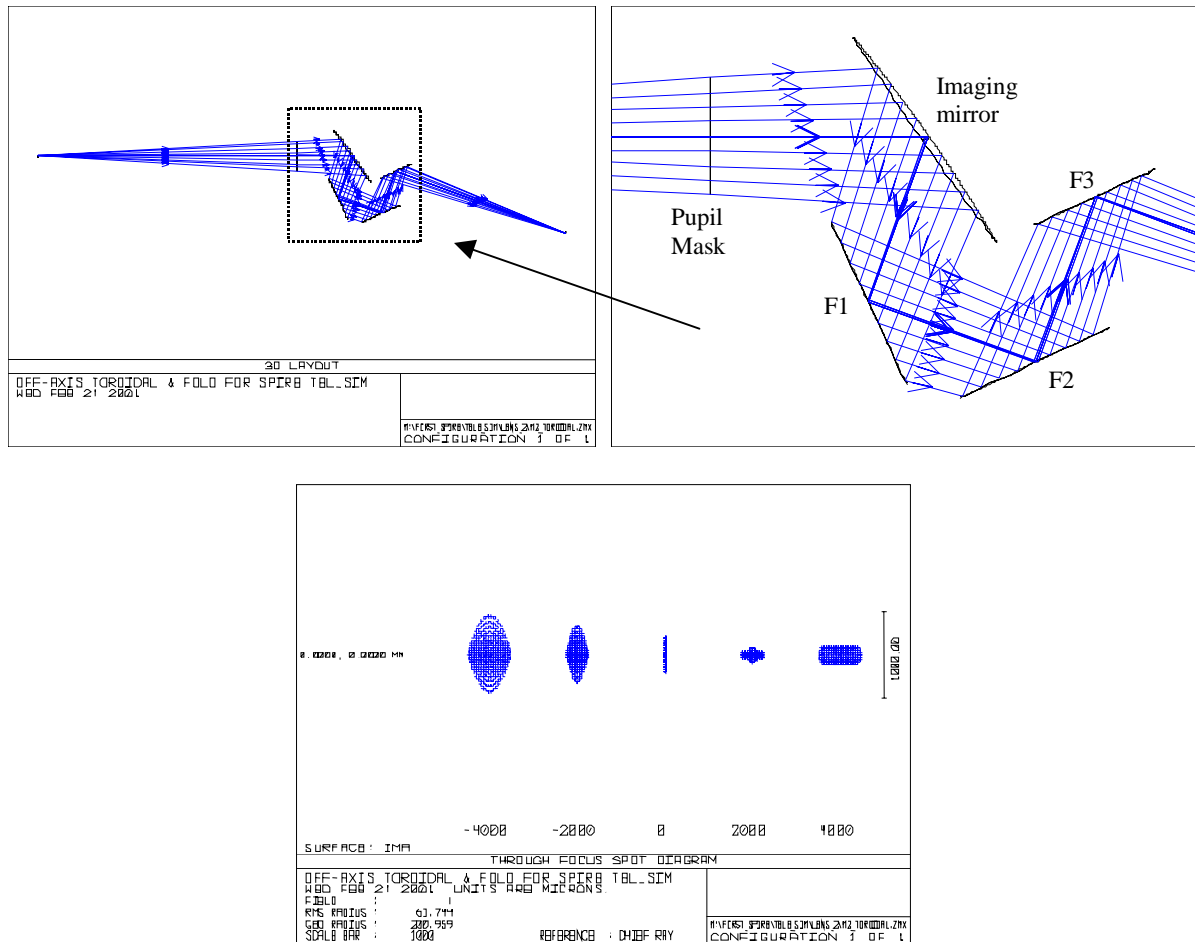 Imaging
mirror
Pupil
Mask
F1
F2
F3
3D LAYOUT
OFF-AXIS TOROIDAL & FOLD FOR SPIRE TBL_SIM
WED FEB 21 2001
CONFIGURATION 1 OF 1
0.0000, 0.0000 MM
1000.00
-4000 -2000 0 2000 4000
SURFACE: IMA
THROUGH FOCUS SPOT DIAGRAM
OFF-AXIS TOROIDAL & FOLD FOR SPIRE TBL_SIM
WED FEB 21 2001 UNITS ARE MICRONS.
FIELD : 1
RMS RADIUS : 61.744
GEO RADIUS : 200.959
SCALE BAR : 1000 REFERENCE : CHIEF RAY
CONFIGURATION 1 OF 1